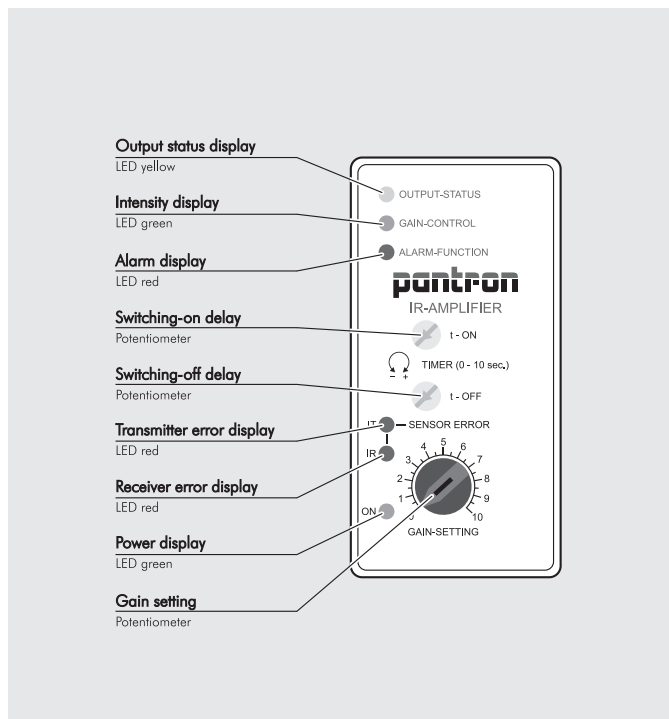 Output status display
LED yellow
Intensity display
LED green
Alarm display
LED red
Switching-on delay
Potentiometer
Switching-off delay
Potentiometer
Transmitter error display
LED red
Receiver error display
LED red
Power display
LED green
Gain setting
Potentiometer
OUTPUT-STATUS
GAIN-CONTROL
ALARM-FUNCTION
pantron
IR-AMPLIFIER
t - ON
- + TIMER (0 - 10 sec.)
t - OFF
IT SENSOR ERROR
IR
0 1 2 3 4 5 6 7 8 9 10
ON
GAIN-SETTING